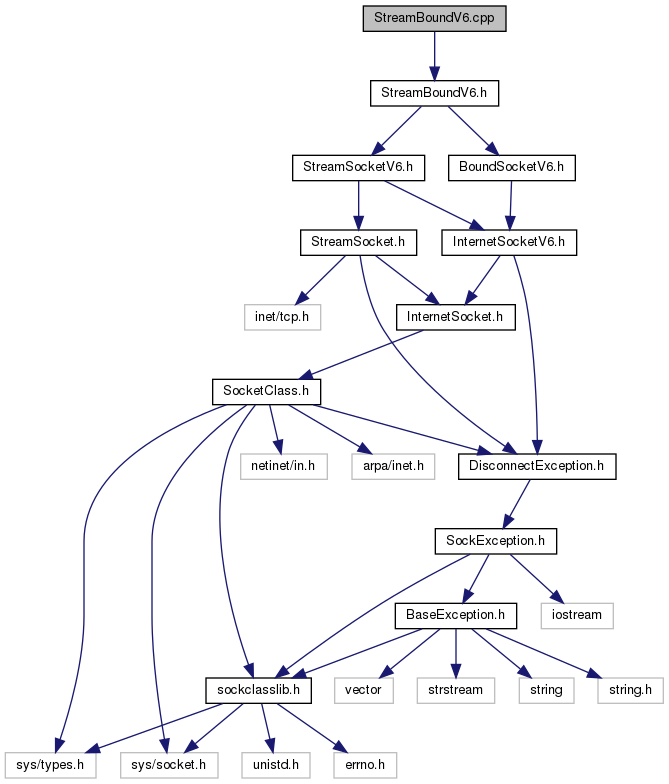 StreamBoundV6.cpp
StreamBoundV6.h
StreamSocketV6.h
BoundSocketV6.h
StreamSocket.h
InternetSocketV6.h
inet/tcp.h
InternetSocket.h
SocketClass.h
netinet/in.h
arpa/inet.h
DisconnectException.h
SockException.h
BaseException.h
iostream
sockclasslib.h
vector
strstream
string
string.h
sys/types.h
sys/socket.h
unistd.h
errno.h